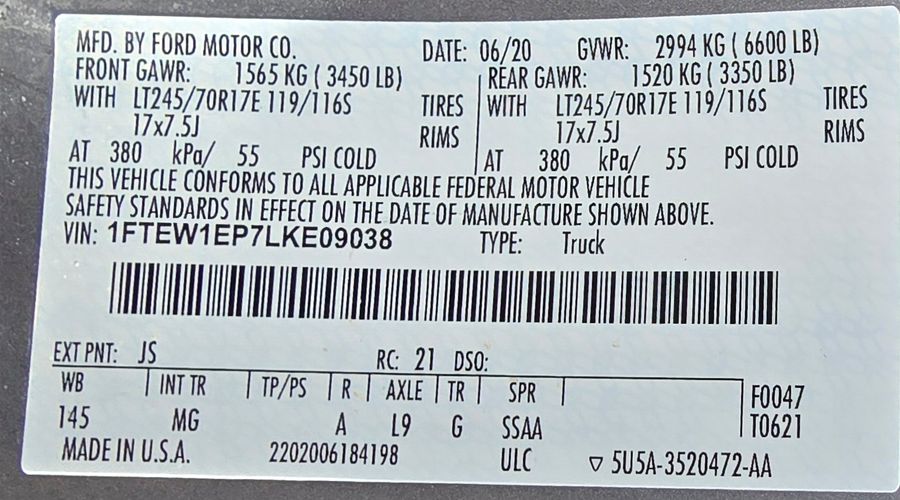 MFD. BY FORD MOTOR CO. DATE: 06/20 GVWR: 2994 KG ( 6600 LB)
FRONT GAWR: 1565 KG ( 3450 LB) REAR GAWR: 1520 KG ( 3350 LB)
WITH LT245/70R17E 119/116S TIRES WITH LT245/70R17E 119/116S TIRES
17x7.5J RIMS 17x7.5J RIMS
AT 380 kPa/ 55 PSI COLD AT 380 kPa/ 55 PSI COLD
THIS VEHICLE CONFORMS TO ALL APPLICABLE FEDERAL MOTOR VEHICLE
SAFETY STANDARDS IN EFFECT ON THE DATE OF MANUFACTURE SHOWN ABOVE.
VIN: 1FTEW1EP7LKE09038 TYPE: Truck
EXT PNT: JS RC: 21 DSO:
WB INT TR TP/PS R AXLE TR SPR F0047
145 MG A L9 G SSAA T0621
MADE IN U.S.A. 2202006184198 ULC ▽ 5U5A-3520472-AA